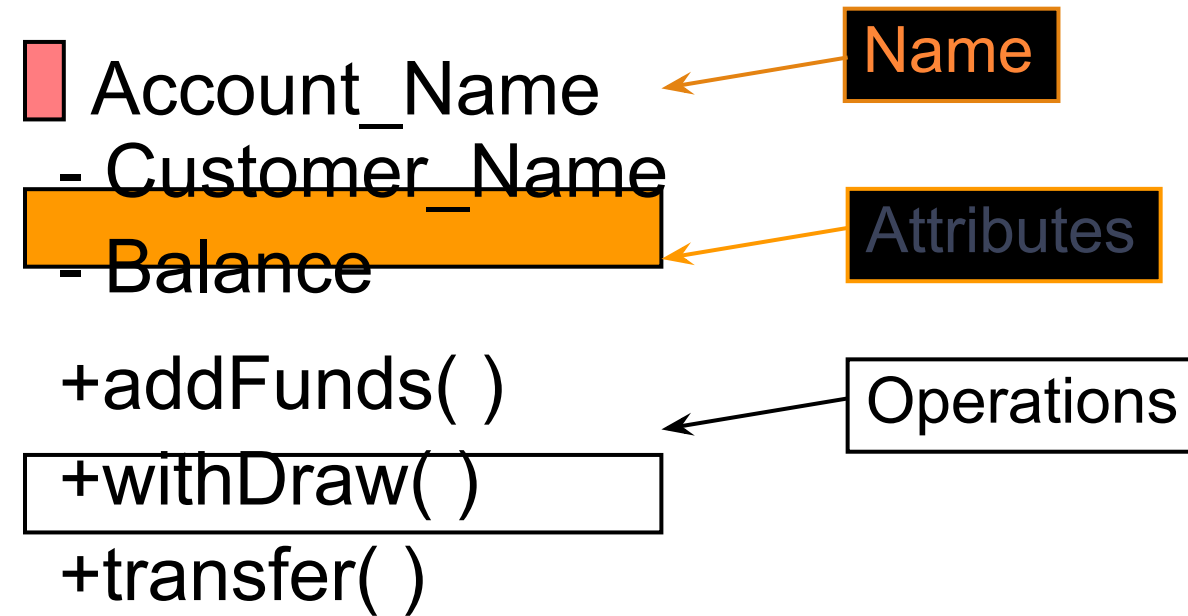 Account_Name
- Customer_Name
- Balance
+addFunds( )
+withDraw( )
+transfer( )
Name
Attributes
Operations